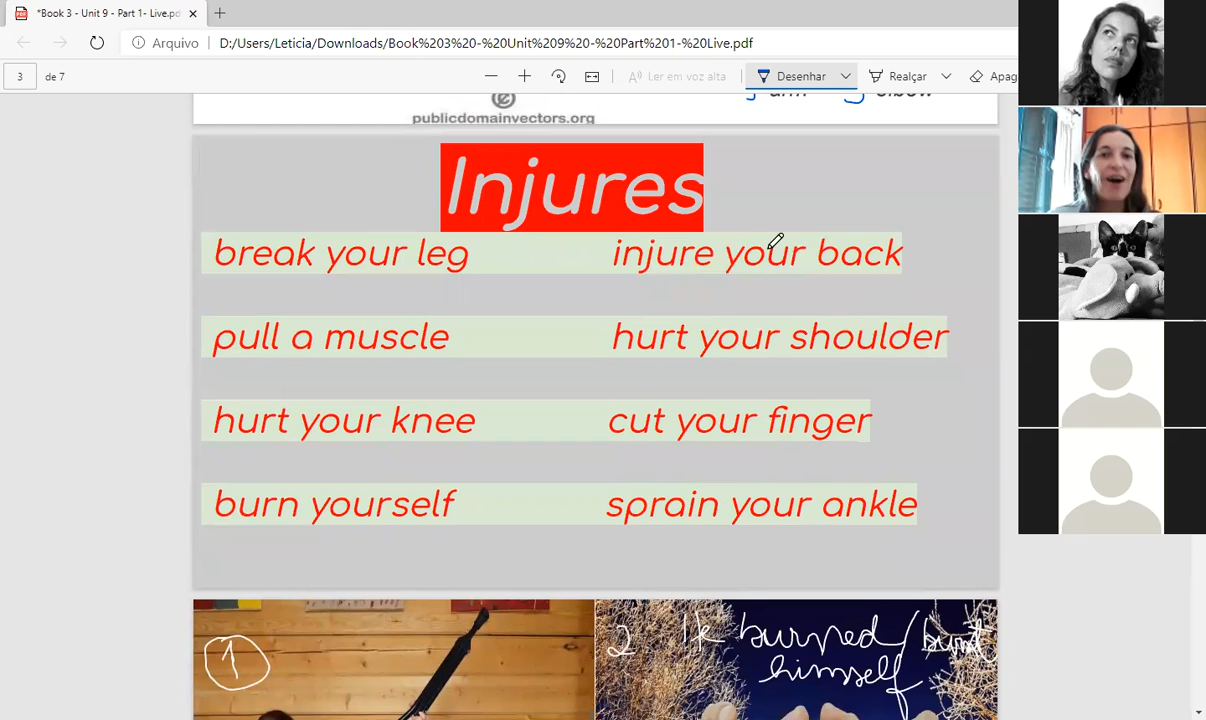 *Book 3 - Unit 9 - Part 1- Live.pd
Arquivo D:/Users/Leticia/Downloads/Book%203%20-%20Unit%209%20-%20Part%201-%20Live.pdf
3 de 7 Ler em voz alta Desenhar Realçar Apag
arm elbow
publicdomainvectors.org
Injures
break your leg injure your back
pull a muscle hurt your shoulder
hurt your knee cut your finger
burn yourself sprain your ankle
1
2 burned / burnt
himself